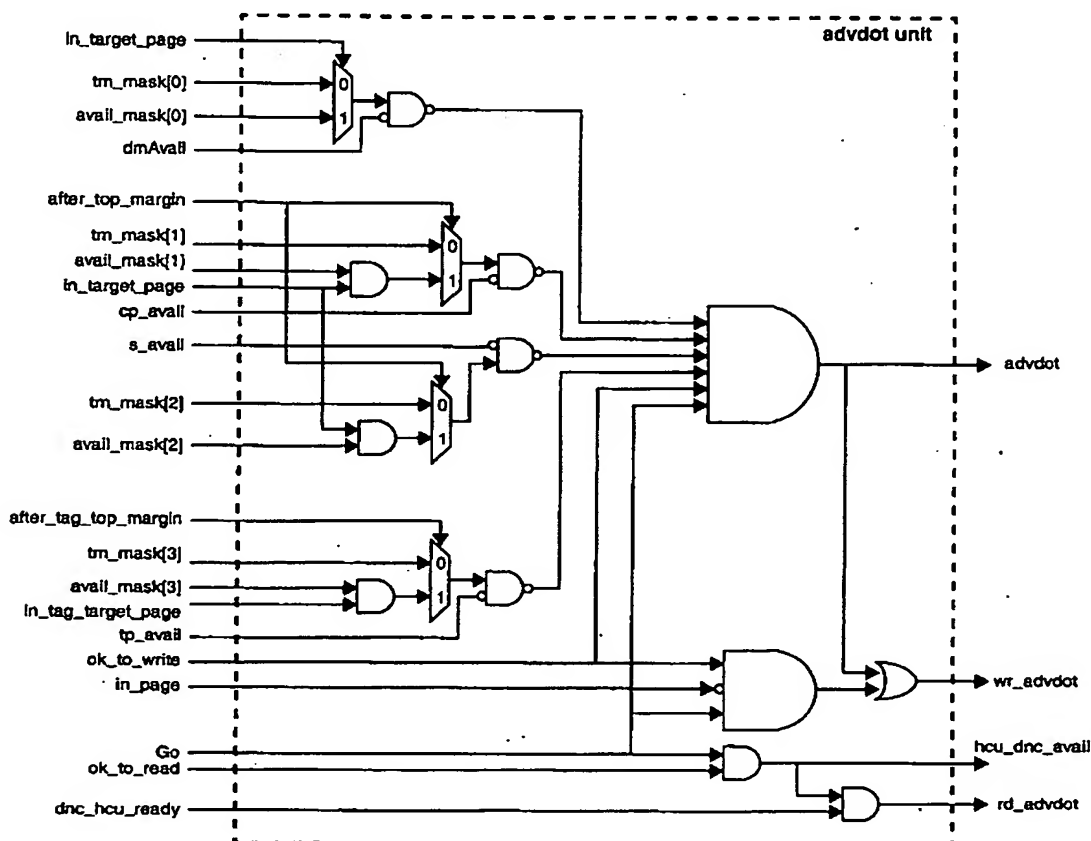 advdot unit
in_target_page
tm_mask[0]
avail_mask[0]
dmAvail
0
1
after_top_margin
tm_mask[1]
avail_mask[1]
in_target_page
cp_avail
0
1
s_avail
tm_mask[2]
avail_mask[2]
0
1
advdot
after_tag_top_margin
tm_mask[3]
avail_mask[3]
in_tag_target_page
tp_avail
0
1
ok_to_write
in_page
wr_advdot
Go
ok_to_read
hcu_dnc_avail
dnc_hcu_ready
rd_advdot